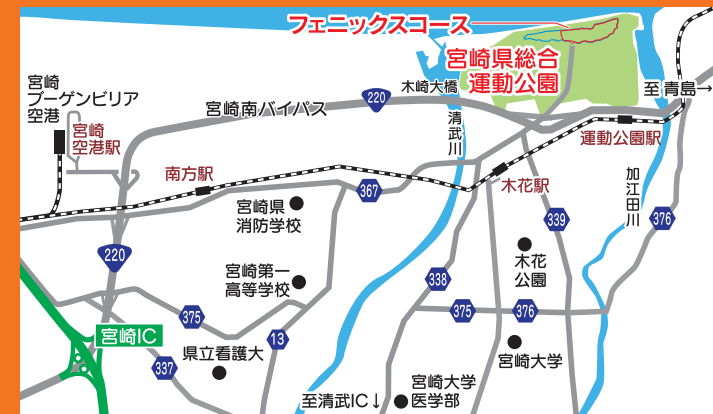 フェニックスコース
宮崎県総合
運動公園
至 青島→
木崎大橋
220
宮崎南バイパス
宮崎
ブーゲンビリア
空港
宮崎
空港駅
清武川
運動公園駅
南方駅
367
木花駅
加江田川
宮崎県
消防学校
339
376
木花
公園
220
宮崎第一
高等学校
338
375
375
376
宮崎IC
13
宮崎大学
県立看護大
337
宮崎大学
医学部
至清武IC↓